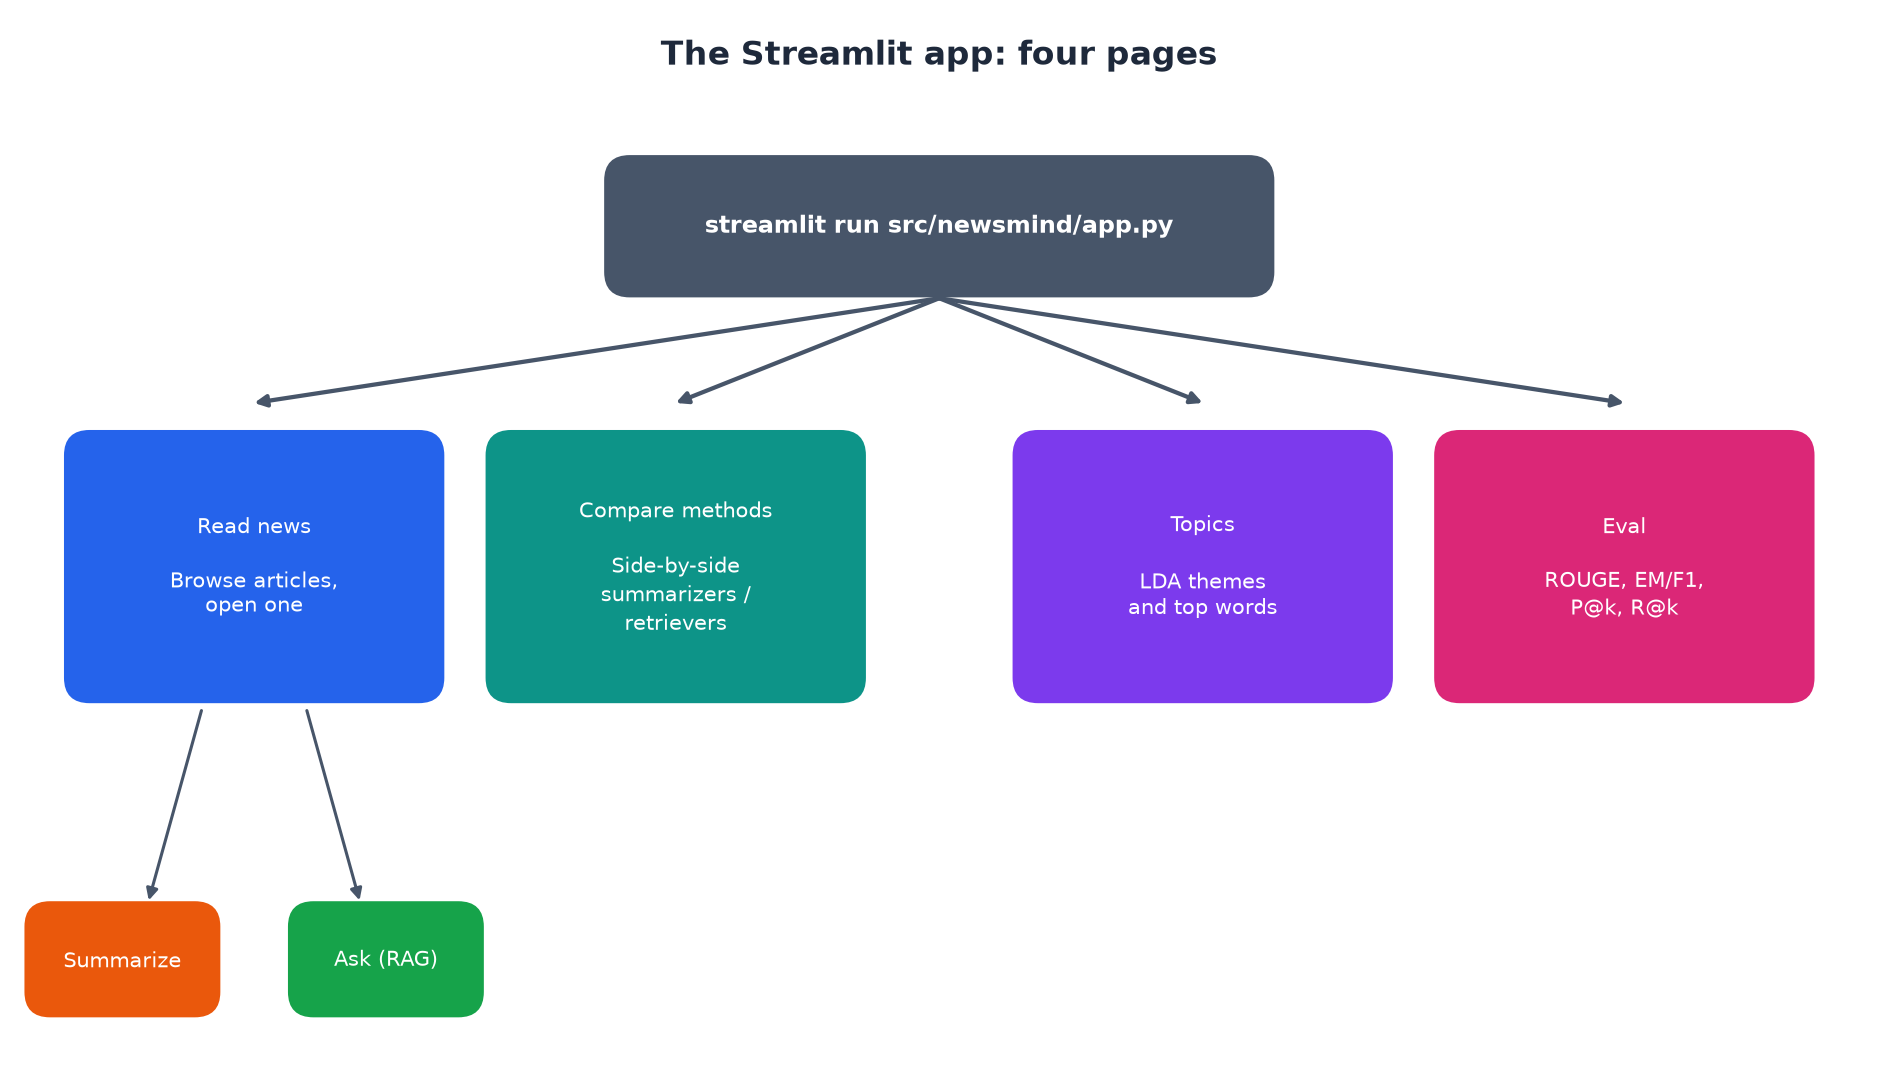 The Streamlit app: four pages
streamlit run src/newsmind/app.py
Read news
Browse articles,
open one
Compare methods
Side-by-side
summarizers /
retrievers
Topics
LDA themes
and top words
Eval
ROUGE, EM/F1,
P@k, R@k
Summarize
Ask (RAG)